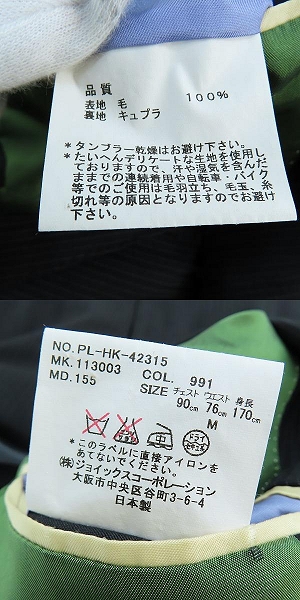 品質
表地 毛 100%
裏地 キュプラ
*タンブラー乾燥はお避け下さい。
*たいへんデリケートな生地を使用し
ておりますので、汗や湿気を含んだ
ままでの連続着用や自転車・バイク
等でのご使用は毛羽立ち、毛玉、糸
切れ等の原因となりますのでお避け
下さい。
NO. PL-HK-42315
MK. 113003 COL. 991
MD. 155 SIZE チェスト ウエスト 身長
90cm 76cm 170cm
M
ドライ
*このラベルに直接アイロンを
あてないでください。
(株)ジョイックスコーポレーション
大阪市中央区谷町3-6-4
日本製